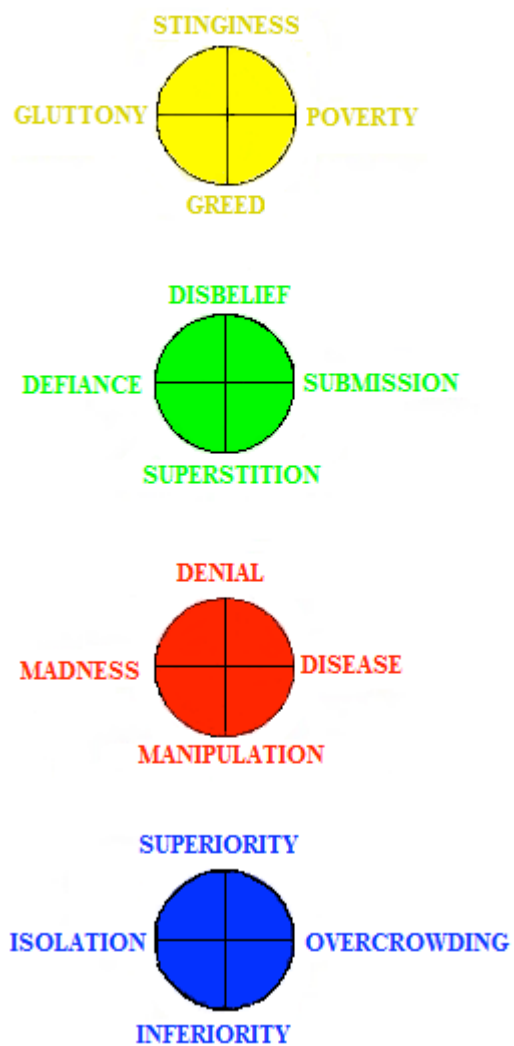 STINGINESS
GLUTTONY POVERTY
GREED
DISBELIEF
DEFIANCE SUBMISSION
SUPERSTITION
DENIAL
MADNESS DISEASE
MANIPULATION
SUPERIORITY
ISOLATION OVERCROWDING
INFERIORITY